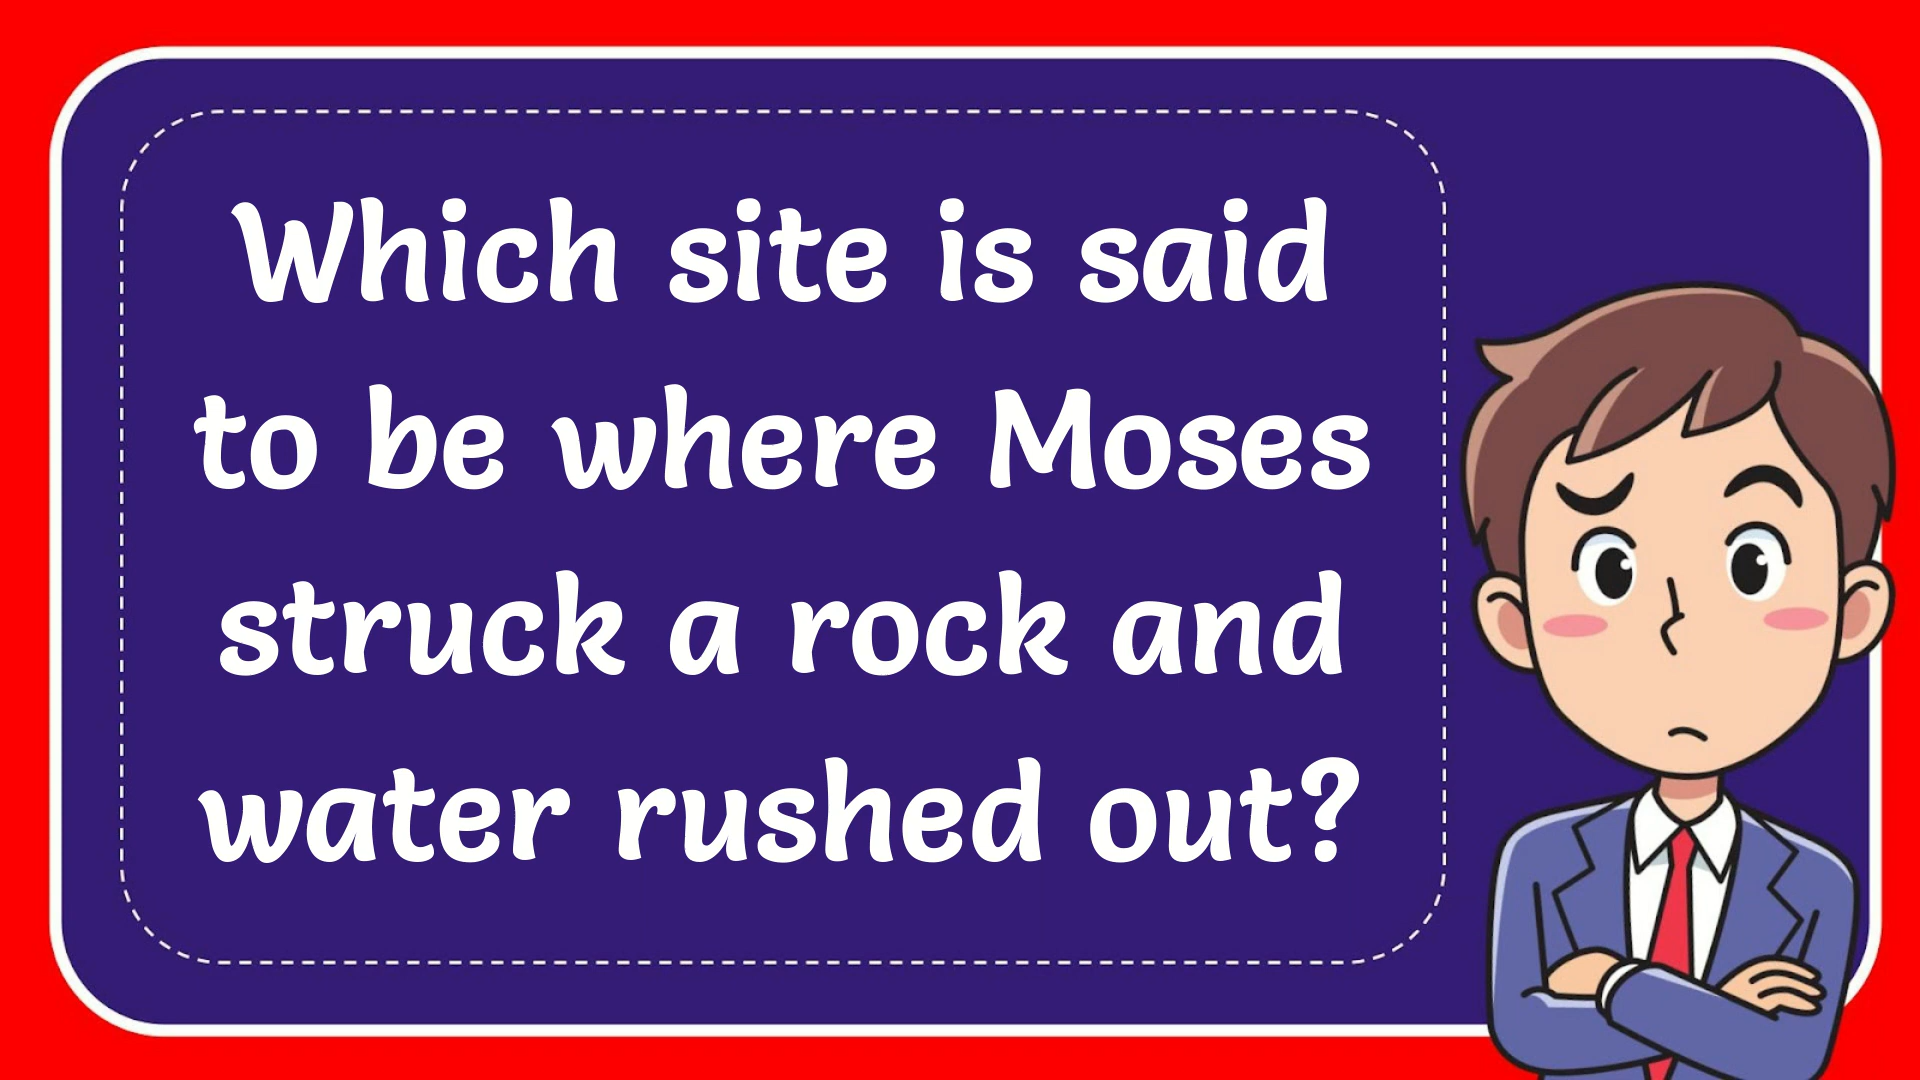 Which site is said
to be where Moses
struck a rock and
water rushed out?